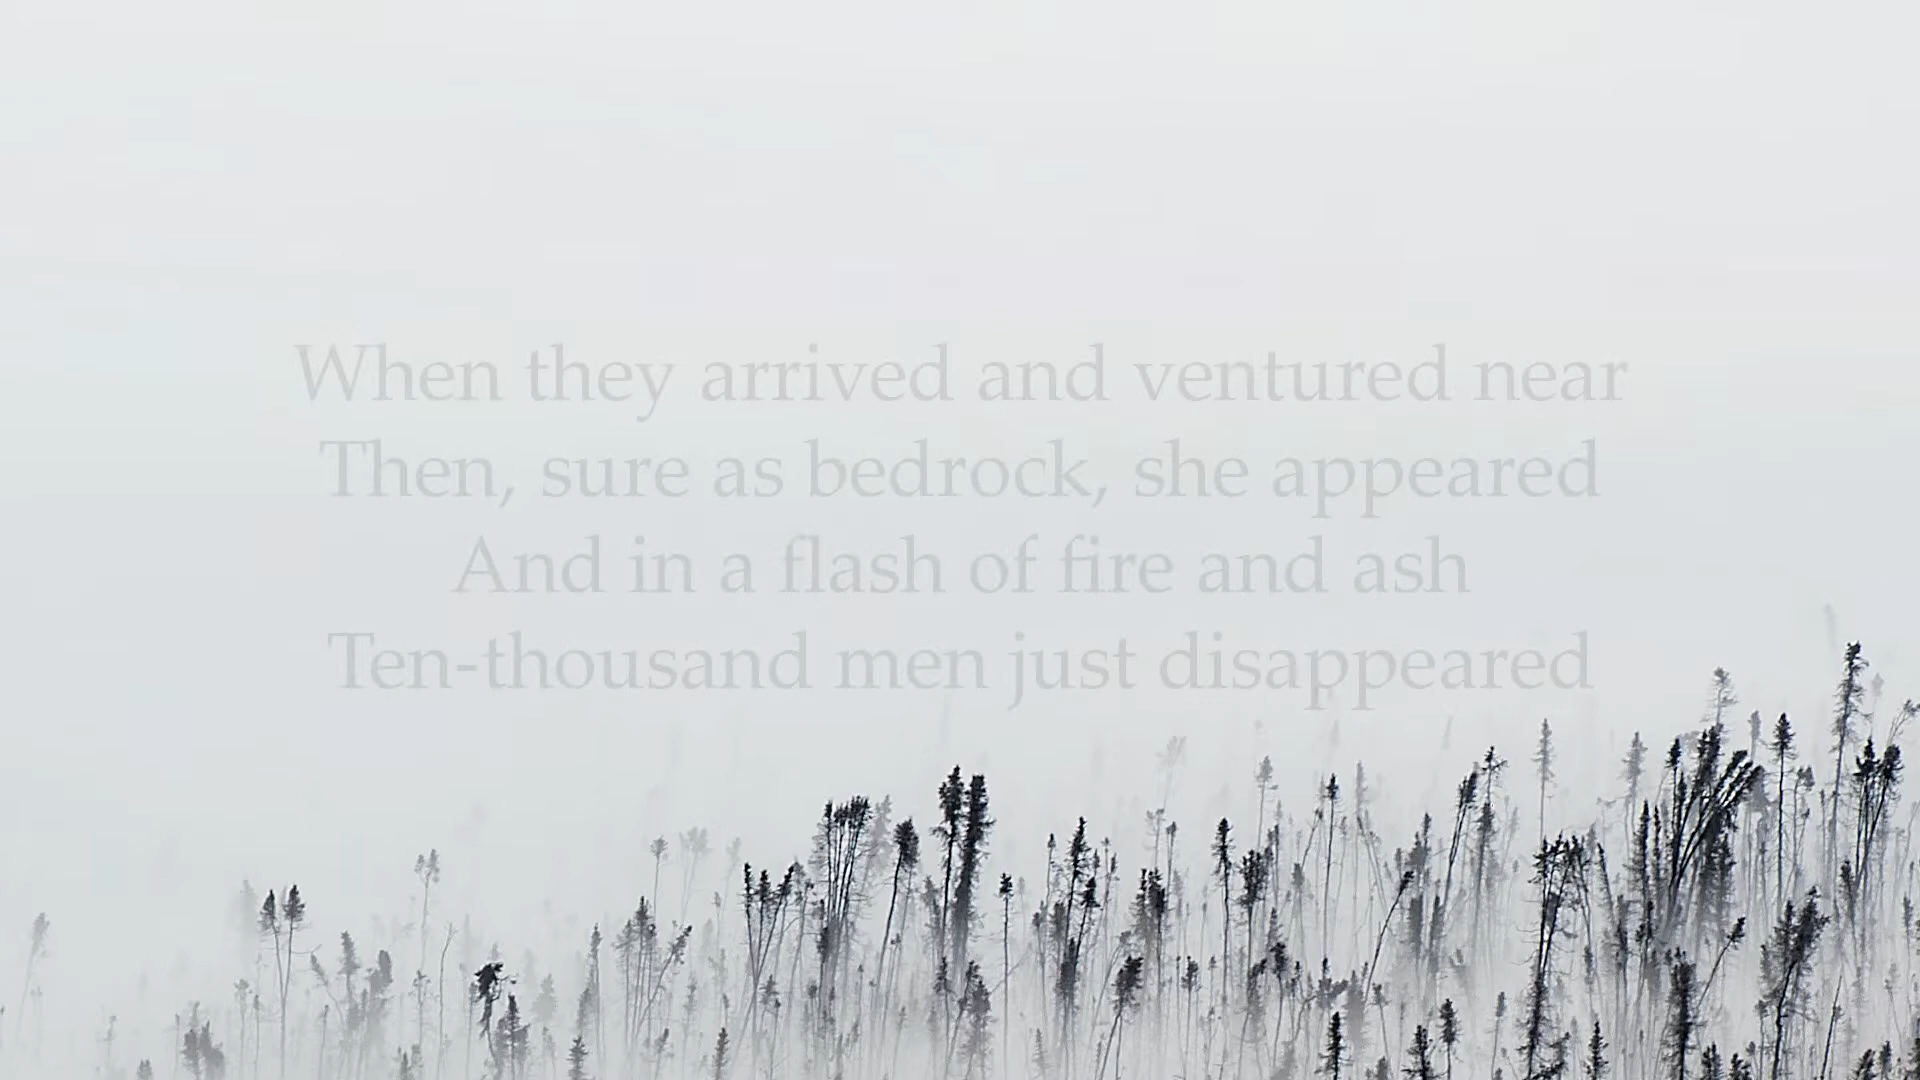 When they arrived and ventured near
Then, sure as bedrock, she appeared
And in a flash of fire and ash
Ten-thousand men just disappeared